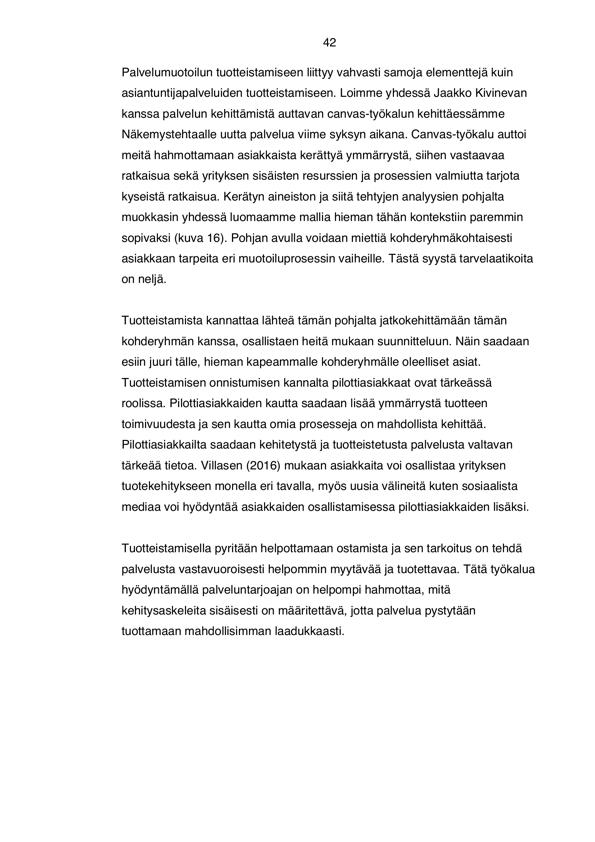 42
Palvelumuotoilun tuotteistamiseen liittyy vahvasti samoja elementtejä kuin
asiantuntijapalveluiden tuotteistamiseen. Loimme yhdessä Jaakko Kivinevan
kanssa palvelun kehittämistä auttavan canvas-työkalun kehittäessämme
Näkemystehtaalle uutta palvelua viime syksyn aikana. Canvas-työkalu auttoi
meitä hahmottamaan asiakkaista kerättyä ymmärrystä, siihen vastaavaa
ratkaisua sekä yrityksen sisäisten resurssien ja prosessien valmiutta tarjota
kyseistä ratkaisua. Kerätyn aineiston ja siitä tehtyjen analyysien pohjalta
muokkasin yhdessä luomaamme mallia hieman tähän kontekstiin paremmin
sopivaksi (kuva 16). Pohjan avulla voidaan miettiä kohderyhmäkohtaisesti
asiakkaan tarpeita eri muotoiluprosessin vaiheille. Tästä syystä tarvelaatikoita
on neljä.
Tuotteistamista kannattaa lähteä tämän pohjalta jatkokehittämään tämän
kohderyhmän kanssa, osallistaen heitä mukaan suunnitteluun. Näin saadaan
esiin juuri tälle, hieman kapeammalle kohderyhmälle oleelliset asiat.
Tuotteistamisen onnistumisen kannalta pilottiasiakkaat ovat tärkeässä
roolissa. Pilottiasiakkaiden kautta saadaan lisää ymmärrystä tuotteen
toimivuudesta ja sen kautta omia prosesseja on mahdollista kehittää.
Pilottiasiakkailta saadaan kehitetystä ja tuotteistetusta palvelusta valtavan
tärkeää tietoa. Villasen (2016) mukaan asiakkaita voi osallistaa yrityksen
tuotekehitykseen monella eri tavalla, myös uusia välineitä kuten sosiaalista
mediaa voi hyödyntää asiakkaiden osallistamisessa pilottiasiakkaiden lisäksi.
Tuotteistamisella pyritään helpottamaan ostamista ja sen tarkoitus on tehdä
palvelusta vastavuoroisesti helpommin myytävää ja tuotettavaa. Tätä työkalua
hyödyntämällä palveluntarjoajan on helpompi hahmottaa, mitä
kehitysaskeleita sisäisesti on määritettävä, jotta palvelua pystytään
tuottamaan mahdollisimman laadukkaasti.